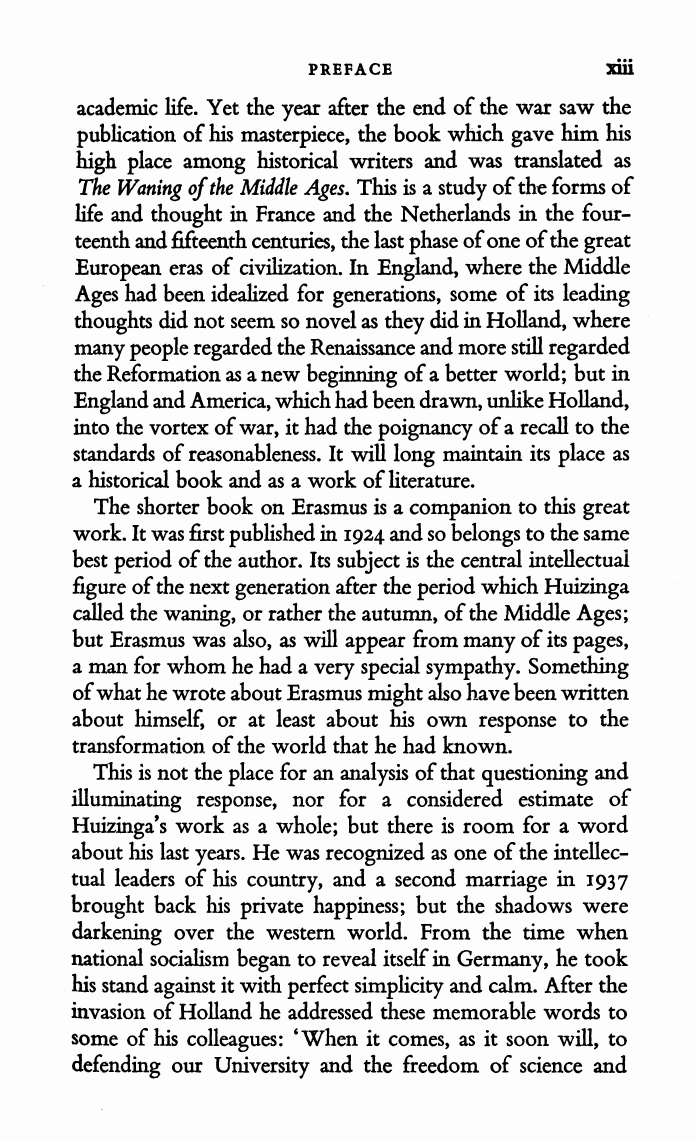 PREFACE xiii
academic life. Yet the year after the end of the war saw the
publication of his masterpiece, the book which gave him his
high place among historical writers and was translated as
The Waning of the Middle Ages. This is a study of the forms of
life and thought in France and the Netherlands in the four-
teenth and fifteenth centuries, the last phase of one of the great
European eras of civilization. In England, where the Middle
Ages had been idealized for generations, some of its leading
thoughts did not seem so novel as they did in Holland, where
many people regarded the Renaissance and more still regarded
the Reformation as a new beginning of a better world; but in
England and America, which had been drawn, unlike Holland,
into the vortex of war, it had the poignancy of a recall to the
standards of reasonableness. It will long maintain its place as
a historical book and as a work of literature.
The shorter book on Erasmus is a companion to this great
work. It was first published in 1924 and so belongs to the same
best period of the author. Its subject is the central intellectual
figure of the next generation after the period which Huizinga
called the waning, or rather the autumn, of the Middle Ages;
but Erasmus was also, as will appear from many of its pages,
a man for whom he had a very special sympathy. Something
of what he wrote about Erasmus might also have been written
about himself, or at least about his own response to the
transformation of the world that he had known.
This is not the place for an analysis of that questioning and
illuminating response, nor for a considered estimate of
Huizinga's work as a whole; but there is room for a word
about his last years. He was recognized as one of the intellec-
tual leaders of his country, and a second marriage in 1937
brought back his private happiness; but the shadows were
darkening over the western world. From the time when
national socialism began to reveal itself in Germany, he took
his stand against it with perfect simplicity and calm. After the
invasion of Holland he addressed these memorable words to
some of his colleagues: 'When it comes, as it soon will, to
defending our University and the freedom of science and